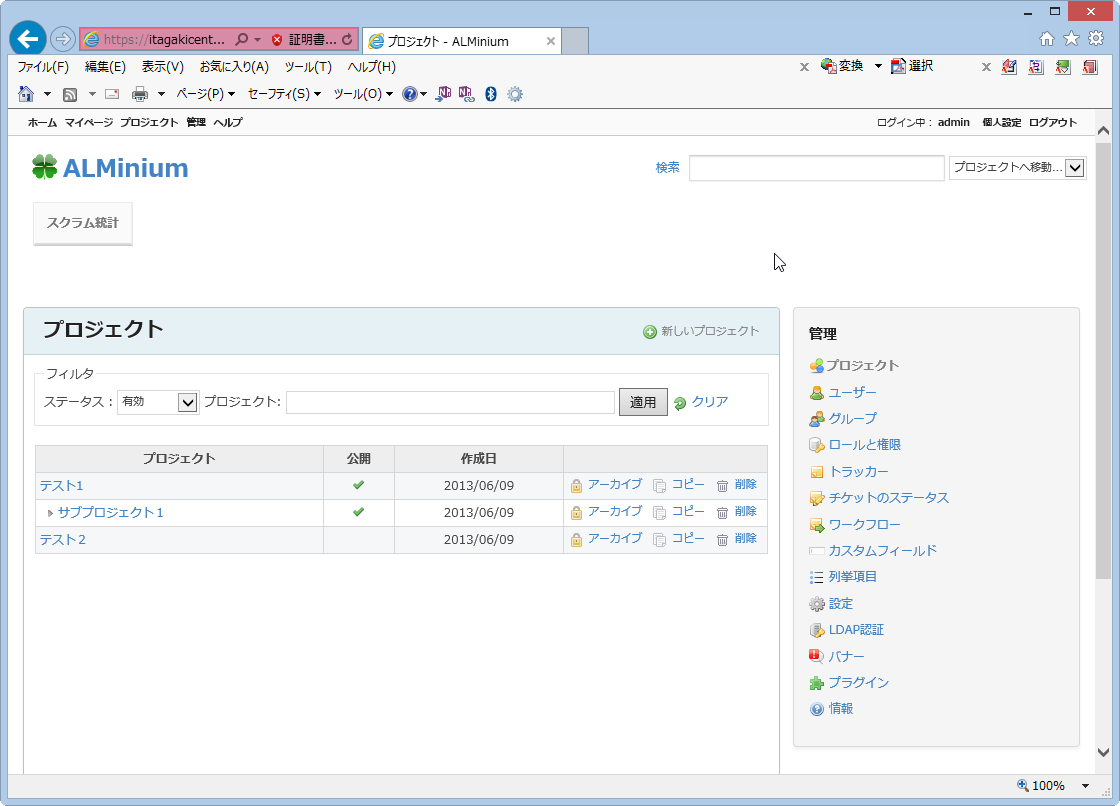 https://itagakicent... 証明書... プロジェクト - ALMinium
ファイル(F) 編集(E) 表示(V) お気に入り(A) ツール(T) ヘルプ(H) 変換 選択
ページ(P) セーフティ(S) ツール(O)
ホーム マイページ プロジェクト 管理 ヘルプ ログイン中： admin 個人設定 ログアウト
ALMinium 検索 プロジェクトへ移動...
スクラム統計
プロジェクト 新しいプロジェクト
フィルタ
ステータス： 有効 プロジェクト: 適用 クリア
プロジェクト 公開 作成日
テスト1 2013/06/09 アーカイブ コピー 削除
サブプロジェクト１ 2013/06/09 アーカイブ コピー 削除
テスト２ 2013/06/09 アーカイブ コピー 削除
管理
プロジェクト
ユーザー
グループ
ロールと権限
トラッカー
チケットのステータス
ワークフロー
カスタムフィールド
列挙項目
設定
LDAP認証
バナー
プラグイン
情報
100%